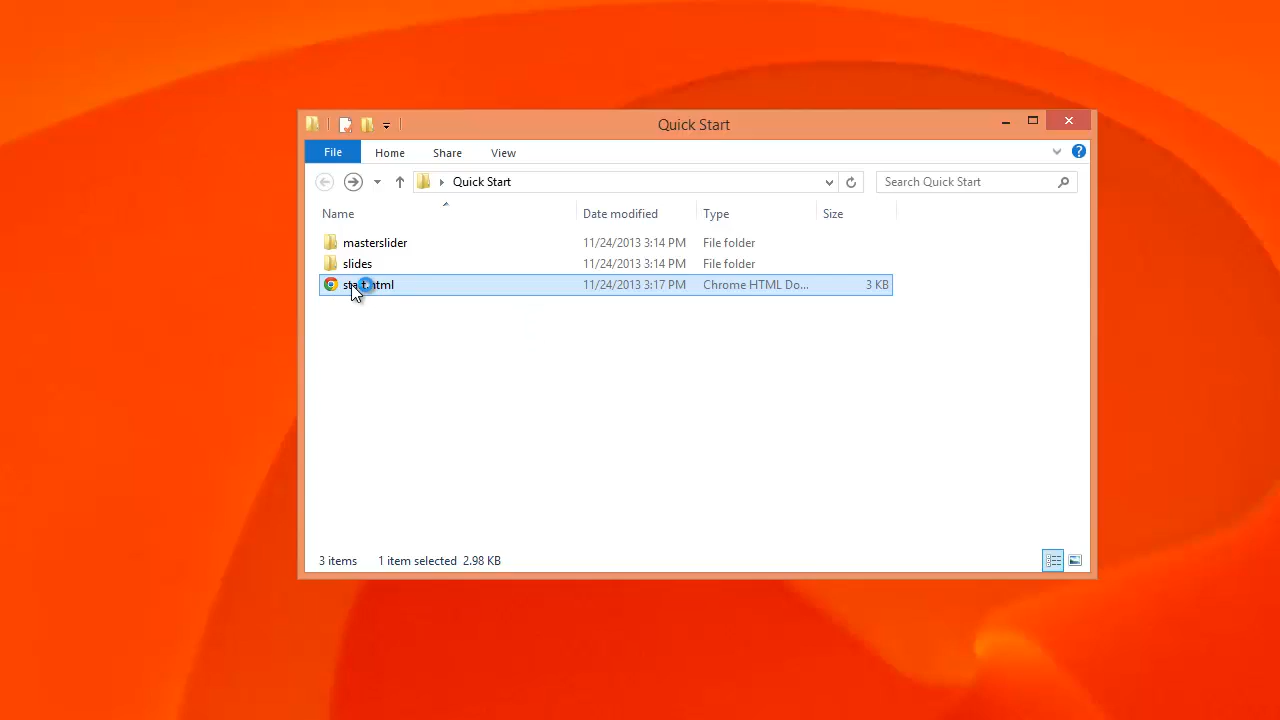 Quick Start
File Home Share View
Quick Start Search Quick Start
Name Date modified Type Size
masterslider 11/24/2013 3:14 PM File folder
slides 11/24/2013 3:14 PM File folder
11/24/2013 3:17 PM Chrome HTML Do... 3 KB
3 items 1 item selected 2.98 KB